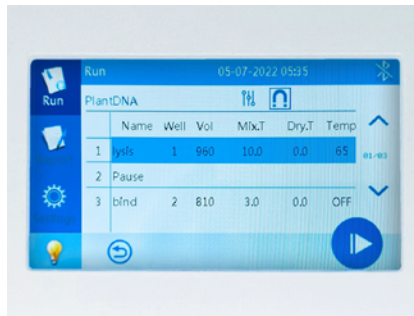 Run 05-07-2022 05:35
Run
PlantDNA
Name Well Vol Mix.T Dry.T Temp
1 lysis 1 960 10.0 0.0 65
01/03
2 Pause
3 bind 2 810 3.0 0.0 OFF